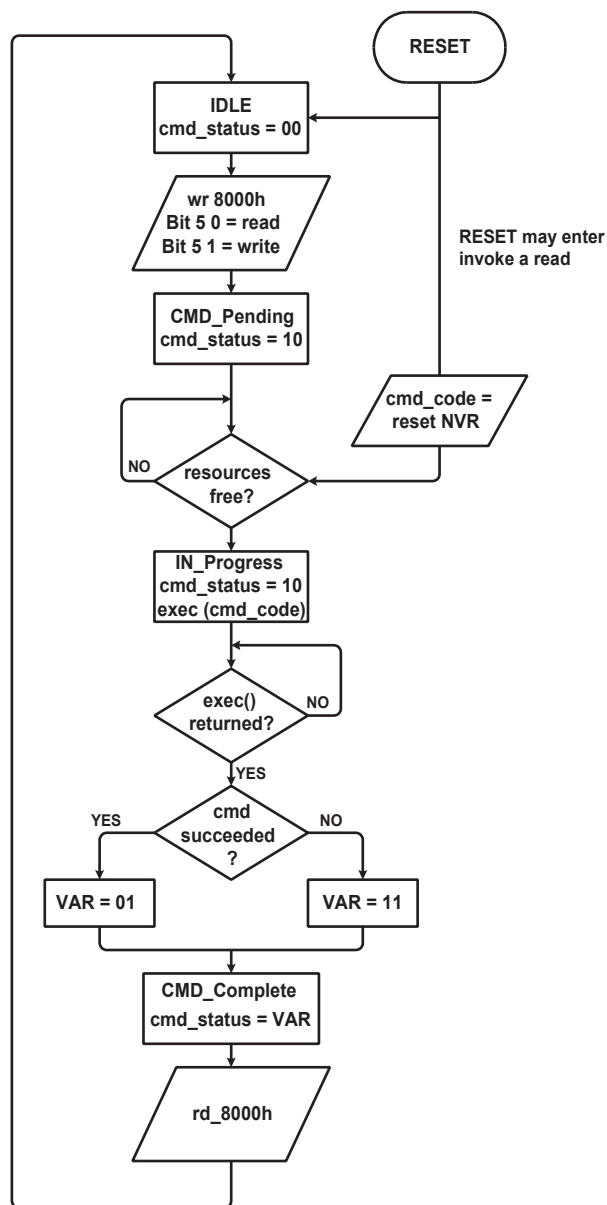 RESET
IDLE
cmd_status = 00
wr 8000h
Bit 5 0 = read
Bit 5 1 = write
RESET may enter
invoke a read
CMD_Pending
cmd_status = 10
cmd_code =
reset NVR
NO
resources
free?
IN_Progress
cmd_status = 10
exec (cmd_code)
exec()
returned?
NO
YES
YES
cmd
succeeded
?
NO
VAR = 01
VAR = 11
CMD_Complete
cmd_status = VAR
rd_8000h